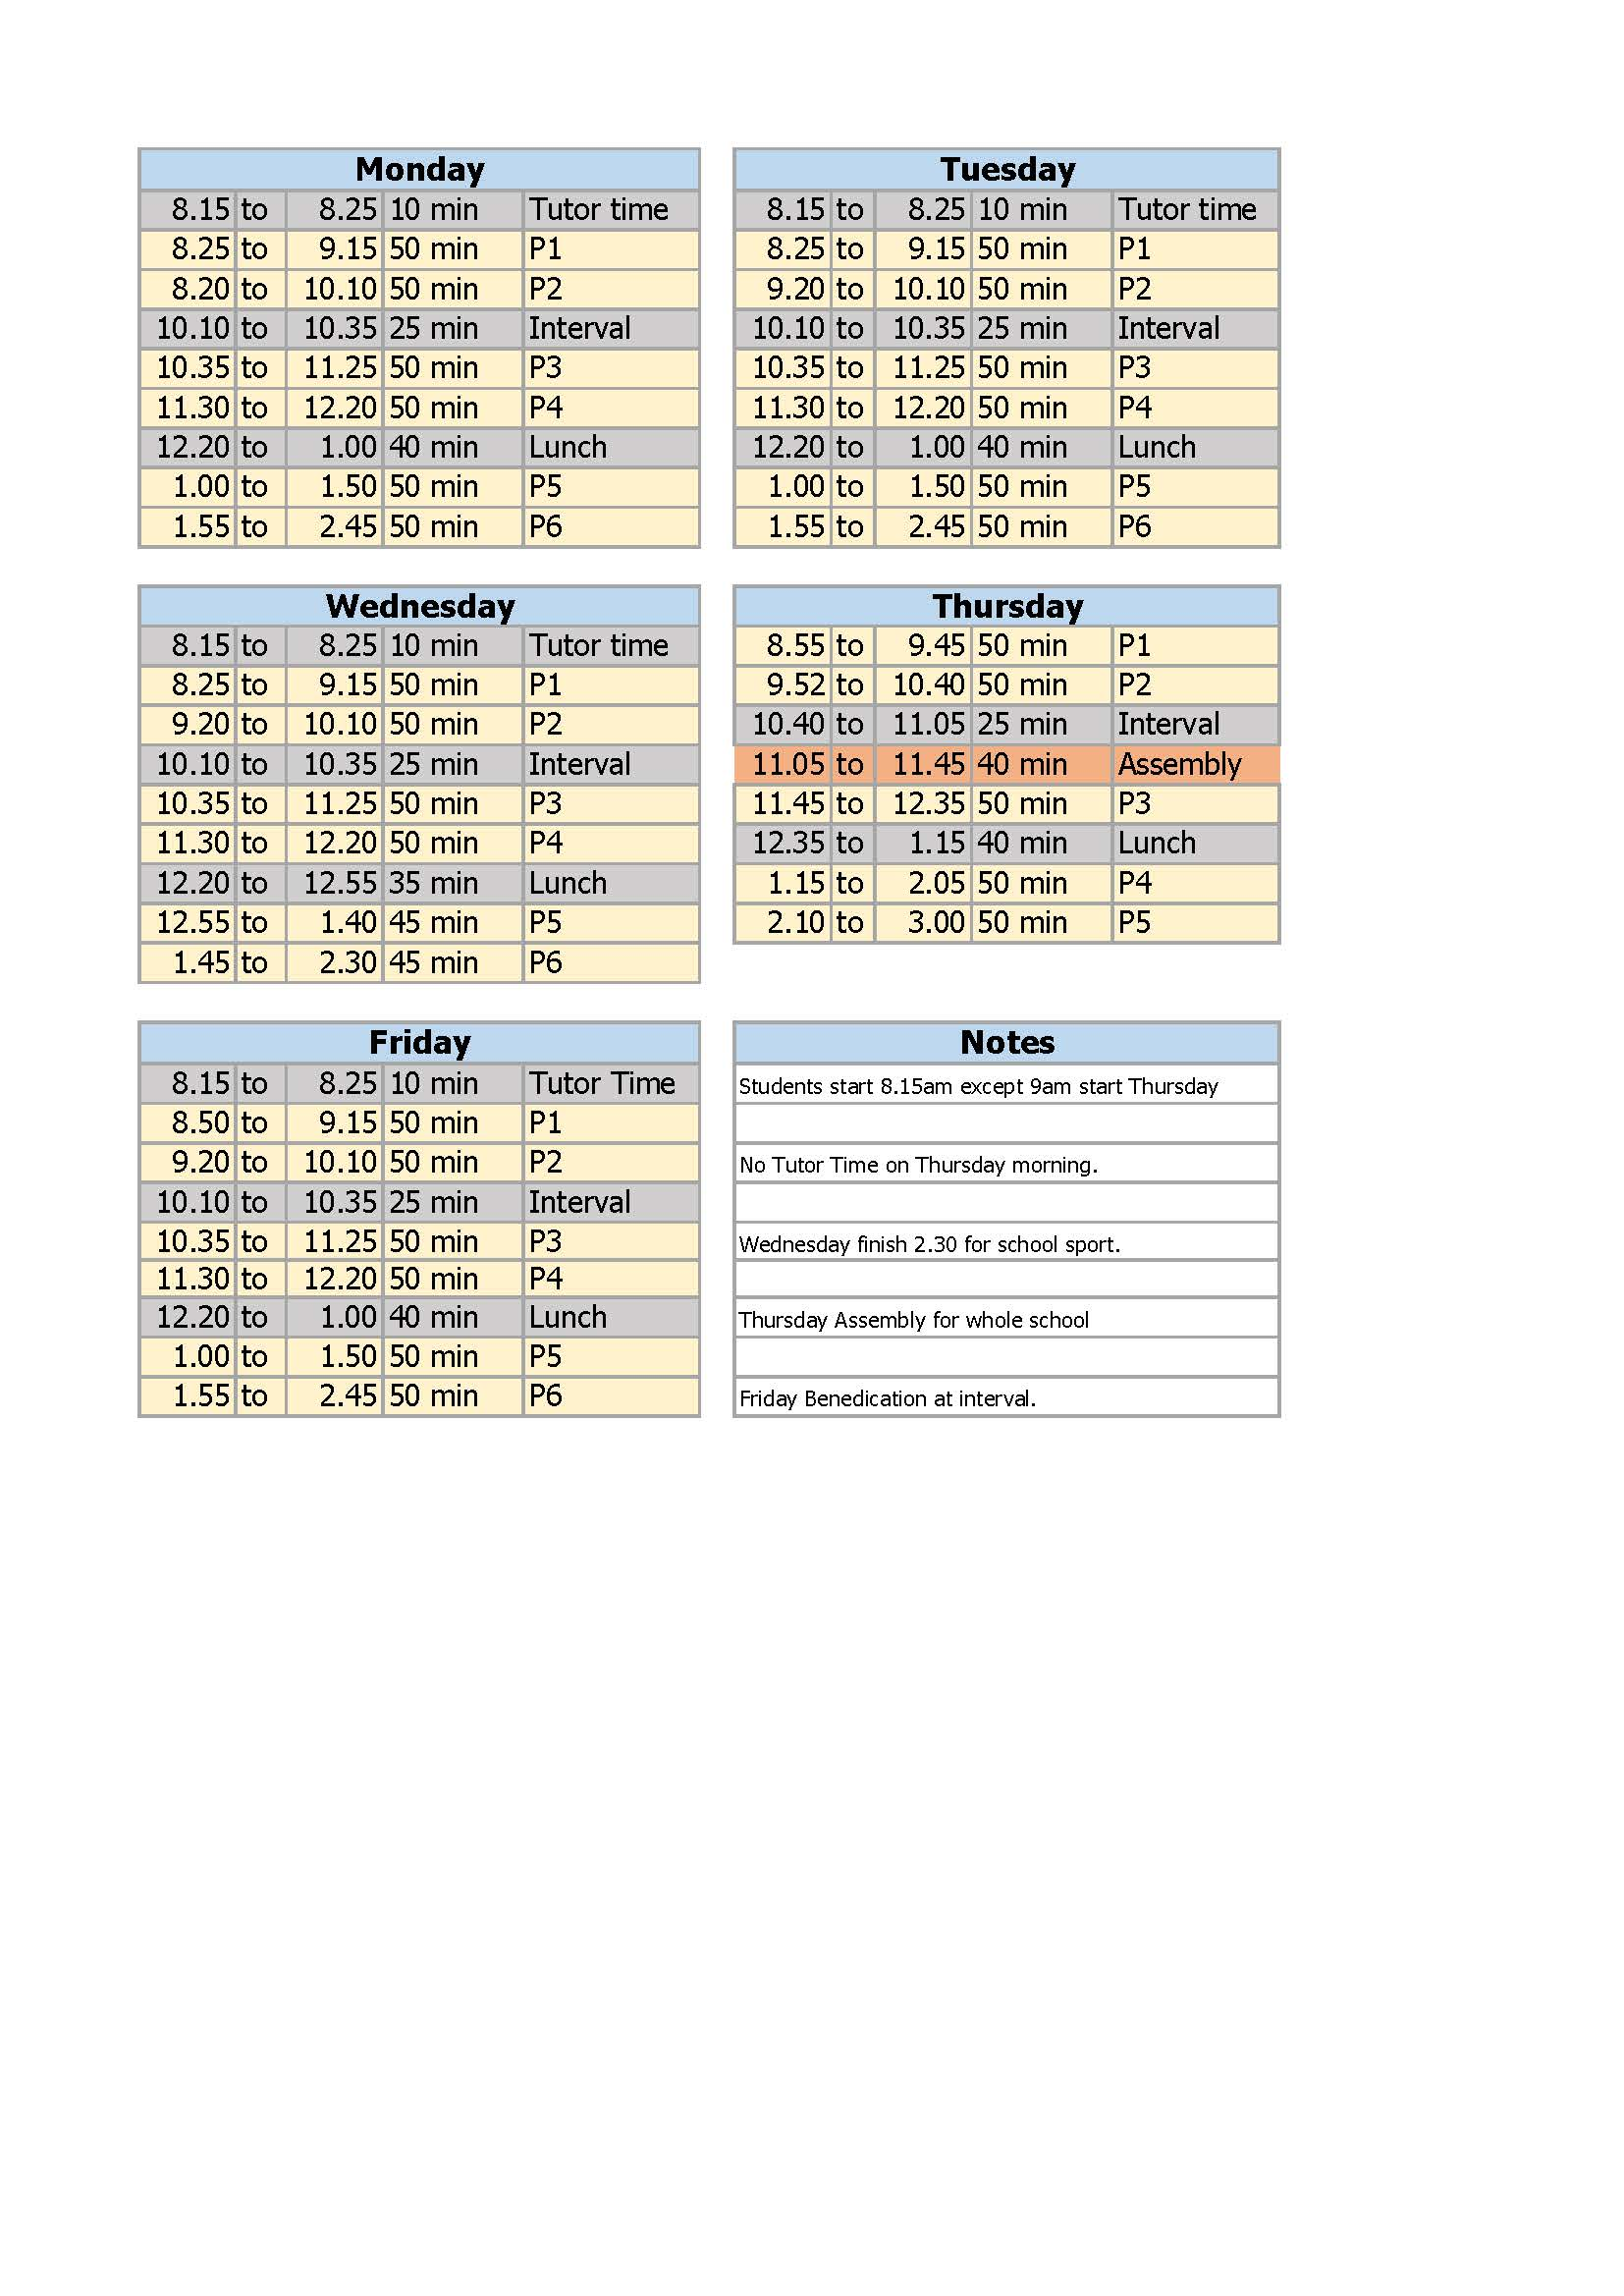 Monday
8.15 to 8.25 10 min Tutor time
8.25 to 9.15 50 min P1
8.20 to 10.10 50 min P2
10.10 to 10.35 25 min Interval
10.35 to 11.25 50 min P3
11.30 to 12.20 50 min P4
12.20 to 1.00 40 min Lunch
1.00 to 1.50 50 min P5
1.55 to 2.45 50 min P6
Tuesday
8.15 to 8.25 10 min Tutor time
8.25 to 9.15 50 min P1
9.20 to 10.10 50 min P2
10.10 to 10.35 25 min Interval
10.35 to 11.25 50 min P3
11.30 to 12.20 50 min P4
12.20 to 1.00 40 min Lunch
1.00 to 1.50 50 min P5
1.55 to 2.45 50 min P6
Wednesday
8.15 to 8.25 10 min Tutor time
8.25 to 9.15 50 min P1
9.20 to 10.10 50 min P2
10.10 to 10.35 25 min Interval
10.35 to 11.25 50 min P3
11.30 to 12.20 50 min P4
12.20 to 12.55 35 min Lunch
12.55 to 1.40 45 min P5
1.45 to 2.30 45 min P6
Thursday
8.55 to 9.45 50 min P1
9.52 to 10.40 50 min P2
10.40 to 11.05 25 min Interval
11.05 to 11.45 40 min Assembly
11.45 to 12.35 50 min P3
12.35 to 1.15 40 min Lunch
1.15 to 2.05 50 min P4
2.10 to 3.00 50 min P5
Friday
8.15 to 8.25 10 min Tutor Time
8.50 to 9.15 50 min P1
9.20 to 10.10 50 min P2
10.10 to 10.35 25 min Interval
10.35 to 11.25 50 min P3
11.30 to 12.20 50 min P4
12.20 to 1.00 40 min Lunch
1.00 to 1.50 50 min P5
1.55 to 2.45 50 min P6
Notes
Students start 8.15am except 9am start Thursday
No Tutor Time on Thursday morning.
Wednesday finish 2.30 for school sport.
Thursday Assembly for whole school
Friday Benedication at interval.